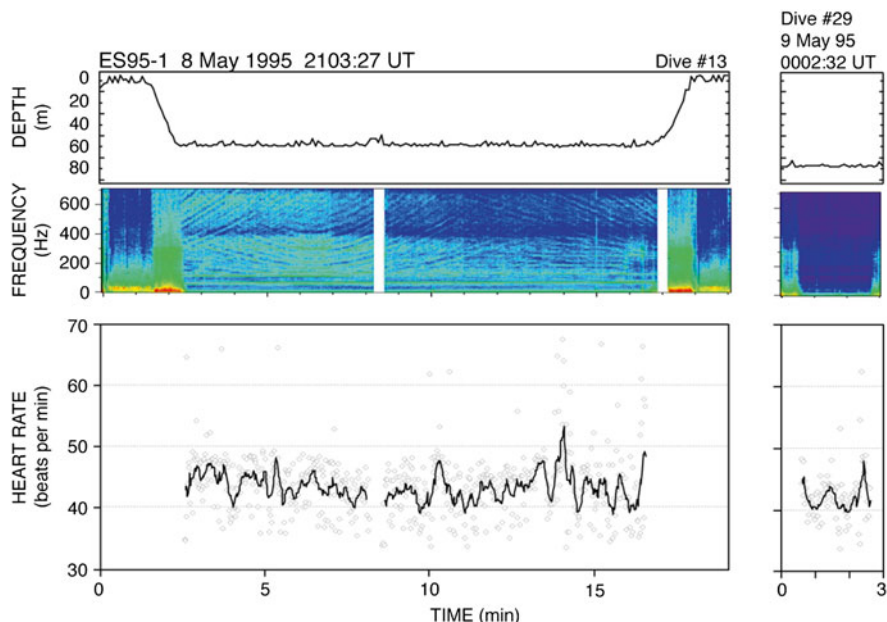 Dive #29
9 May 95
0002:32 UT
ES95-1 8 May 1995 2103:27 UT
Dive #13
DEPTH
(m)
0
20
40
60
80
FREQUENCY
(Hz)
600
400
200
0
HEART RATE
(beats per min)
70
60
50
40
30
0
5
10
15
0
3
TIME (min)